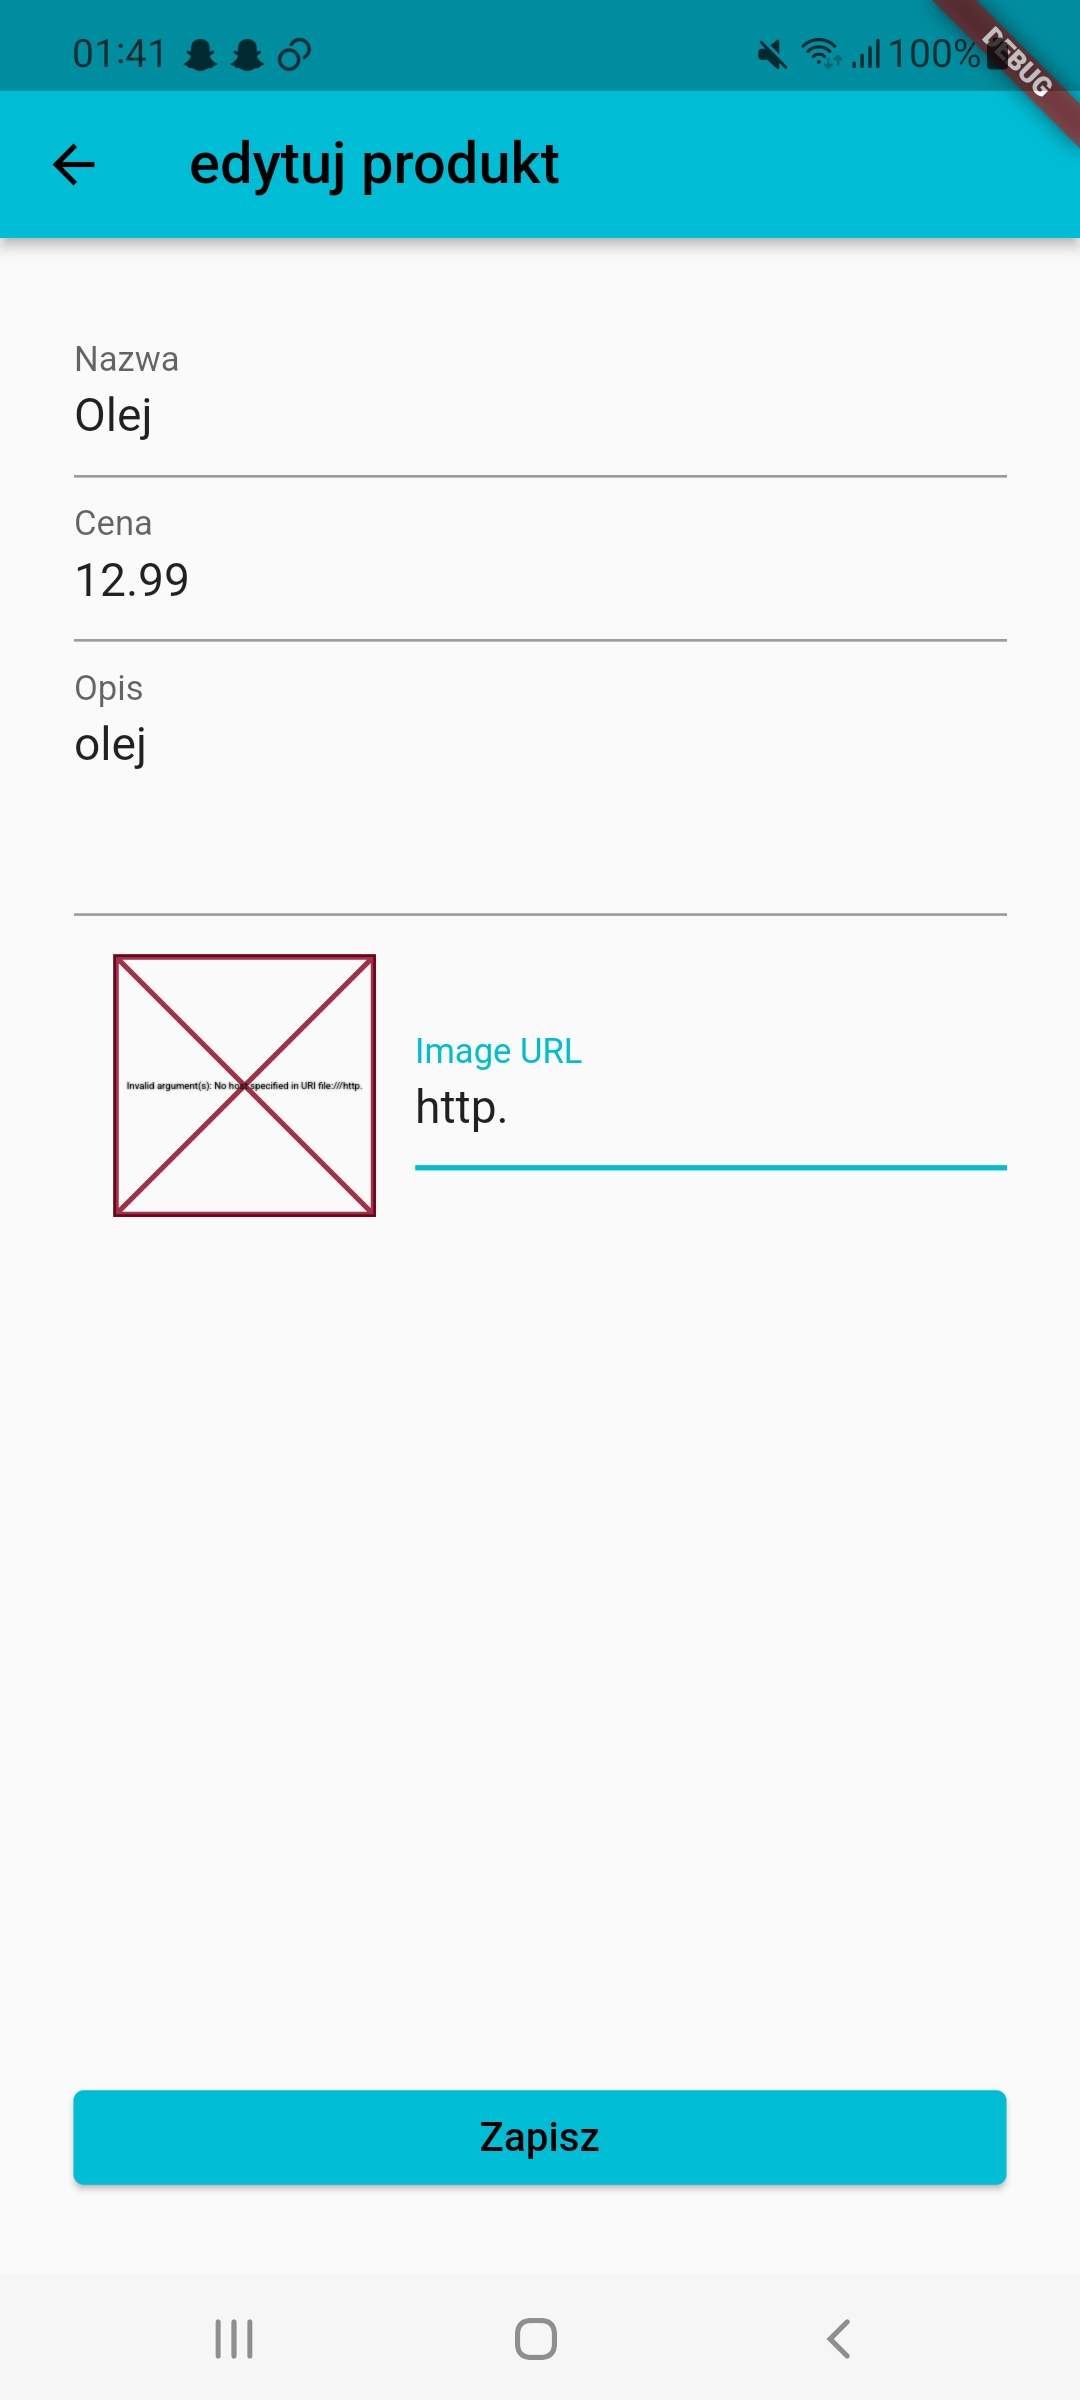 01:41
100%
DEBUG
edytuj produkt
Nazwa
Olej
Cena
12.99
Opis
olej
Invalid argument(s): No host specified in URI file:///http.
Image URL
http.
Zapisz